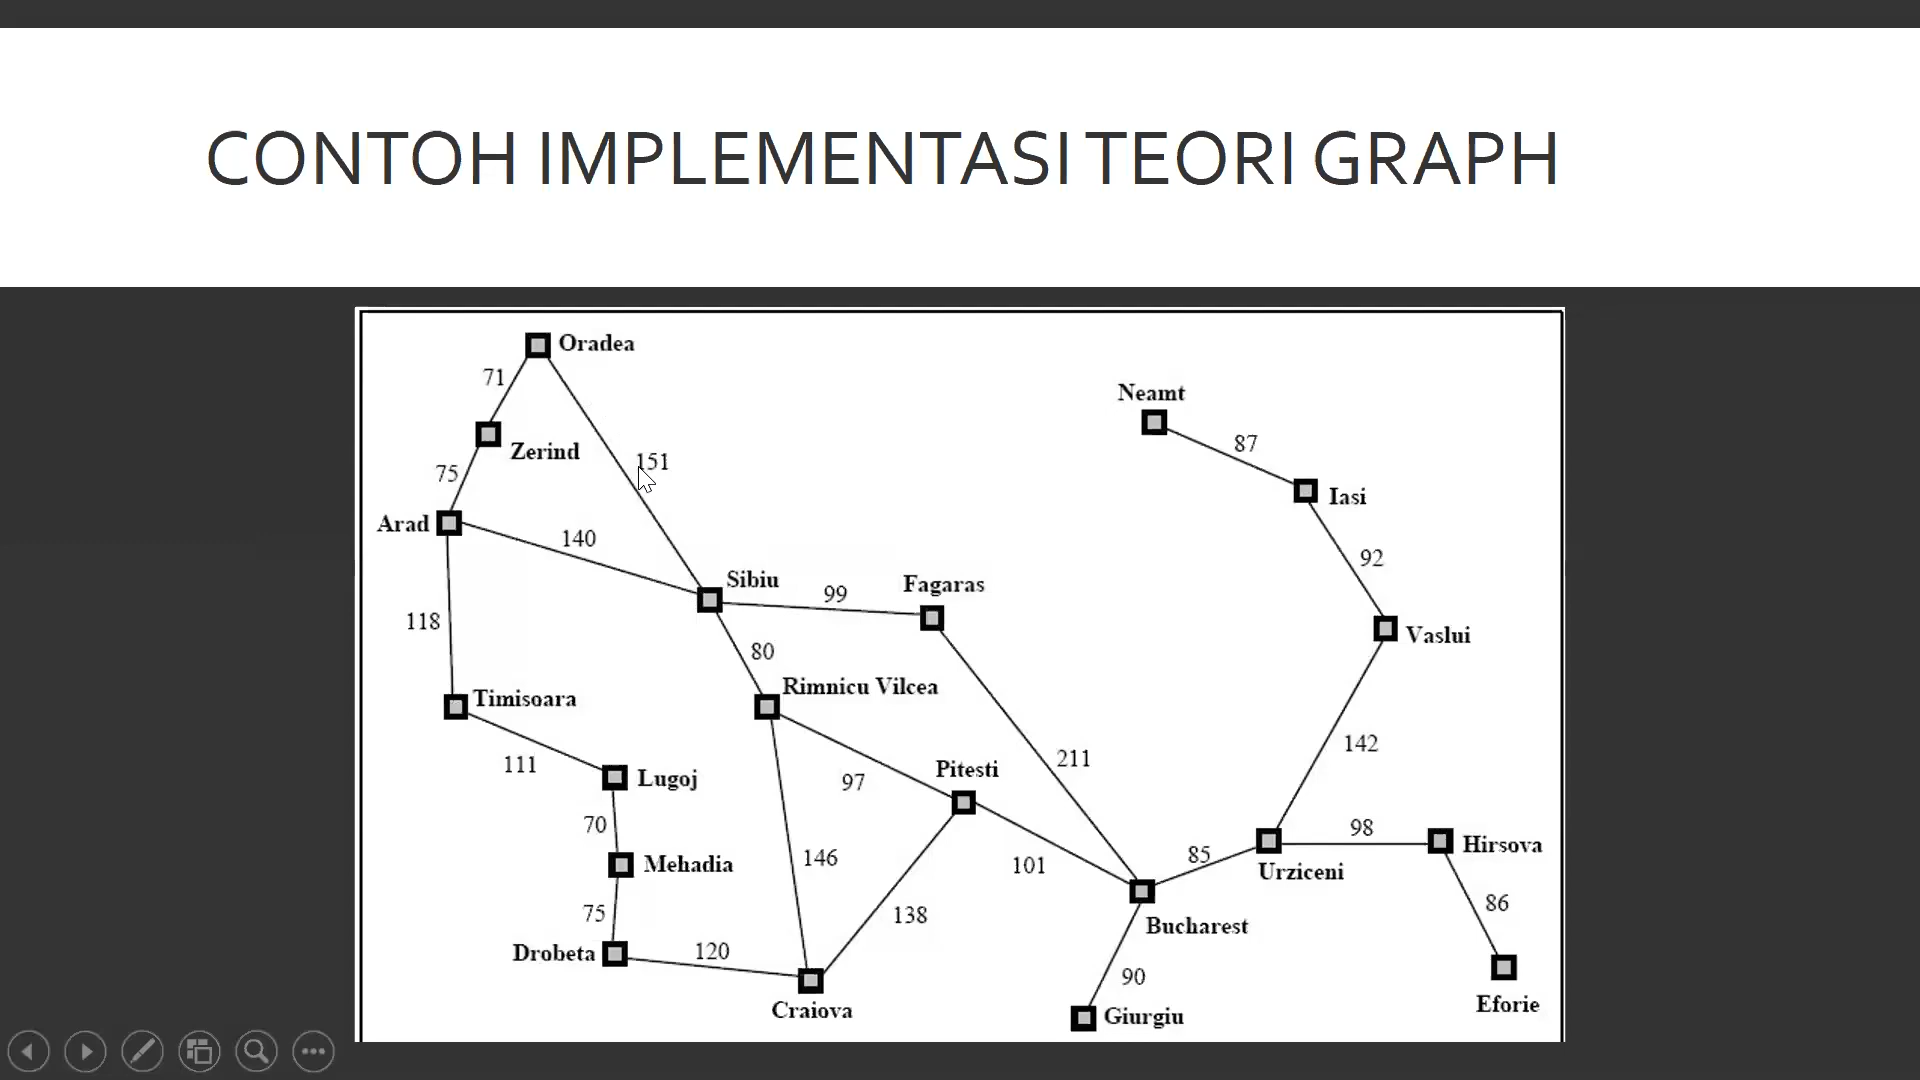 CONTOH IMPLEMENTASI TEORI GRAPH
Oradea
71
Neamt
87
Zerind
151
75
Iasi
Arad
140
92
Sibiu
99
Fagaras
118
Vaslui
80
Rimnicu Vilcea
Timisoara
142
211
111
Lugoj
97
Pitesti
70
98
Hirsova
146
85
Mehadia
101
Urziceni
86
75
138
Bucharest
Drobeta
120
90
Craiova
Giurgiu
Eforie